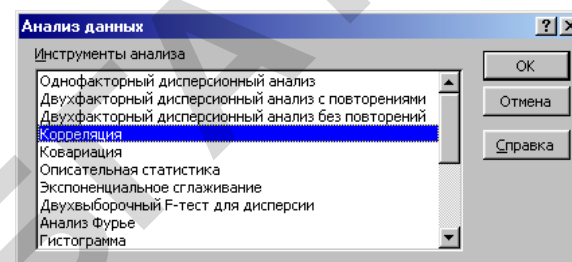 Анализ данных
Инструменты анализа
Однофакторный дисперсионный анализ
Двухфакторный дисперсионный анализ с повторениями
Двухфакторный дисперсионный анализ без повторений
Корреляция
Ковариация
Описательная статистика
Экспоненциальное сглаживание
Двухвыборочный F-тест для дисперсии
Анализ Фурье
Гистограмма
ОК
Отмена
Справка